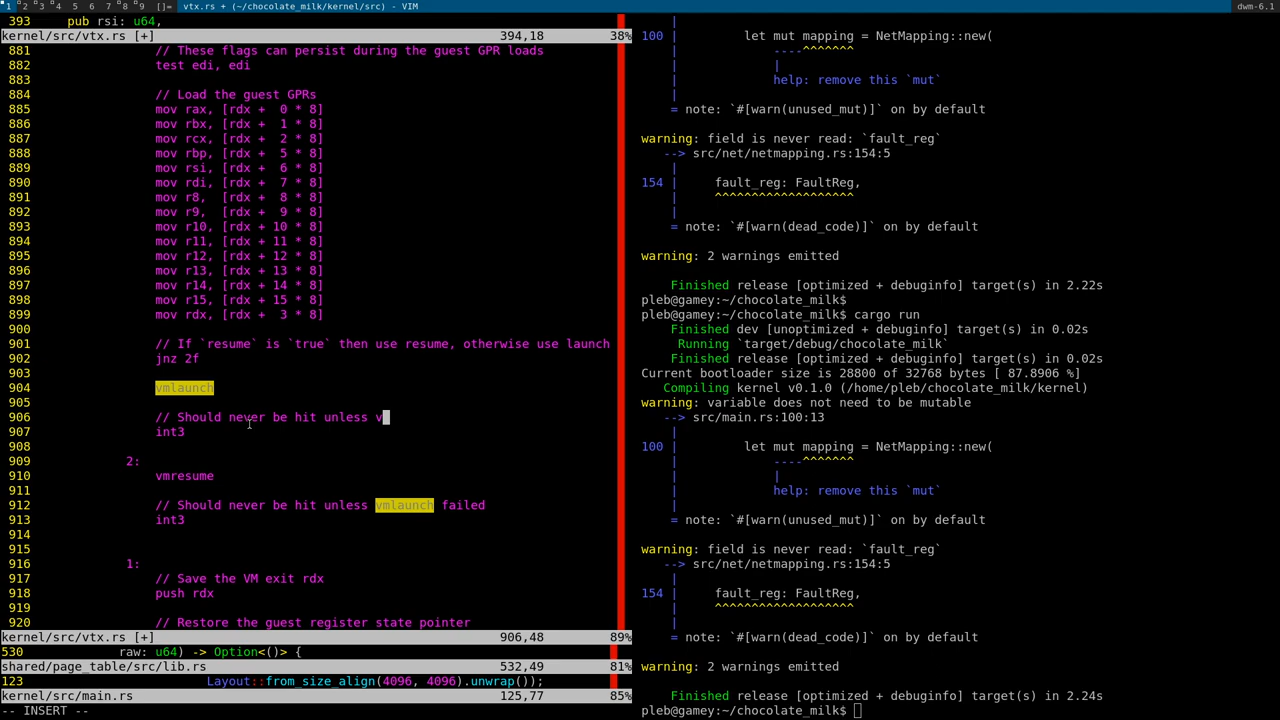 1 2 3 4 5 6 7 8 9 []= vtx.rs + (~/chocolate_milk/kernel/src) - VIM dwm-6.1
393 pub rsi: u64,
kernel/src/vtx.rs [+] 394,18 38%
881 // These flags can persist during the guest GPR loads
882 test edi, edi
883
884 // Load the guest GPRs
885 mov rax, [rdx + 0 * 8]
886 mov rbx, [rdx + 1 * 8]
887 mov rcx, [rdx + 2 * 8]
888 mov rbp, [rdx + 5 * 8]
889 mov rsi, [rdx + 6 * 8]
890 mov rdi, [rdx + 7 * 8]
891 mov r8, [rdx + 8 * 8]
892 mov r9, [rdx + 9 * 8]
893 mov r10, [rdx + 10 * 8]
894 mov r11, [rdx + 11 * 8]
895 mov r12, [rdx + 12 * 8]
896 mov r13, [rdx + 13 * 8]
897 mov r14, [rdx + 14 * 8]
898 mov r15, [rdx + 15 * 8]
899 mov rdx, [rdx + 3 * 8]
900
901 // If `resume` is `true` then use resume, otherwise use launch
902 jnz 2f
903
904 vmlaunch
905
906 // Should never be hit unless v
907 int3
908
909 2:
910 vmresume
911
912 // Should never be hit unless vmlaunch failed
913 int3
914
915
916 1:
917 // Save the VM exit rdx
918 push rdx
919
920 // Restore the guest register state pointer
kernel/src/vtx.rs [+] 906,48 89%
530 raw: u64) -> Option<()> {
shared/page_table/src/lib.rs 532,49 81%
123 Layout::from_size_align(4096, 4096).unwrap());
kernel/src/main.rs 125,77 85%
-- INSERT --
|
100 | let mut mapping = NetMapping::new(
| ----^^^^^^^
| |
| help: remove this `mut`
|
= note: `#[warn(unused_mut)]` on by default
warning: field is never read: `fault_reg`
--> src/net/netmapping.rs:154:5
|
154 | fault_reg: FaultReg,
| ^^^^^^^^^^^^^^^^^^^
|
= note: `#[warn(dead_code)]` on by default
warning: 2 warnings emitted
Finished release [optimized + debuginfo] target(s) in 2.22s
pleb@gamey:~/chocolate_milk$
pleb@gamey:~/chocolate_milk$ cargo run
Finished dev [unoptimized + debuginfo] target(s) in 0.02s
Running `target/debug/chocolate_milk`
Finished release [optimized + debuginfo] target(s) in 0.02s
Current bootloader size is 28800 of 32768 bytes [ 87.8906 %]
Compiling kernel v0.1.0 (/home/pleb/chocolate_milk/kernel)
warning: variable does not need to be mutable
--> src/main.rs:100:13
|
100 | let mut mapping = NetMapping::new(
| ----^^^^^^^
| |
| help: remove this `mut`
|
= note: `#[warn(unused_mut)]` on by default
warning: field is never read: `fault_reg`
--> src/net/netmapping.rs:154:5
|
154 | fault_reg: FaultReg,
| ^^^^^^^^^^^^^^^^^^^
|
= note: `#[warn(dead_code)]` on by default
warning: 2 warnings emitted
Finished release [optimized + debuginfo] target(s) in 2.24s
pleb@gamey:~/chocolate_milk$